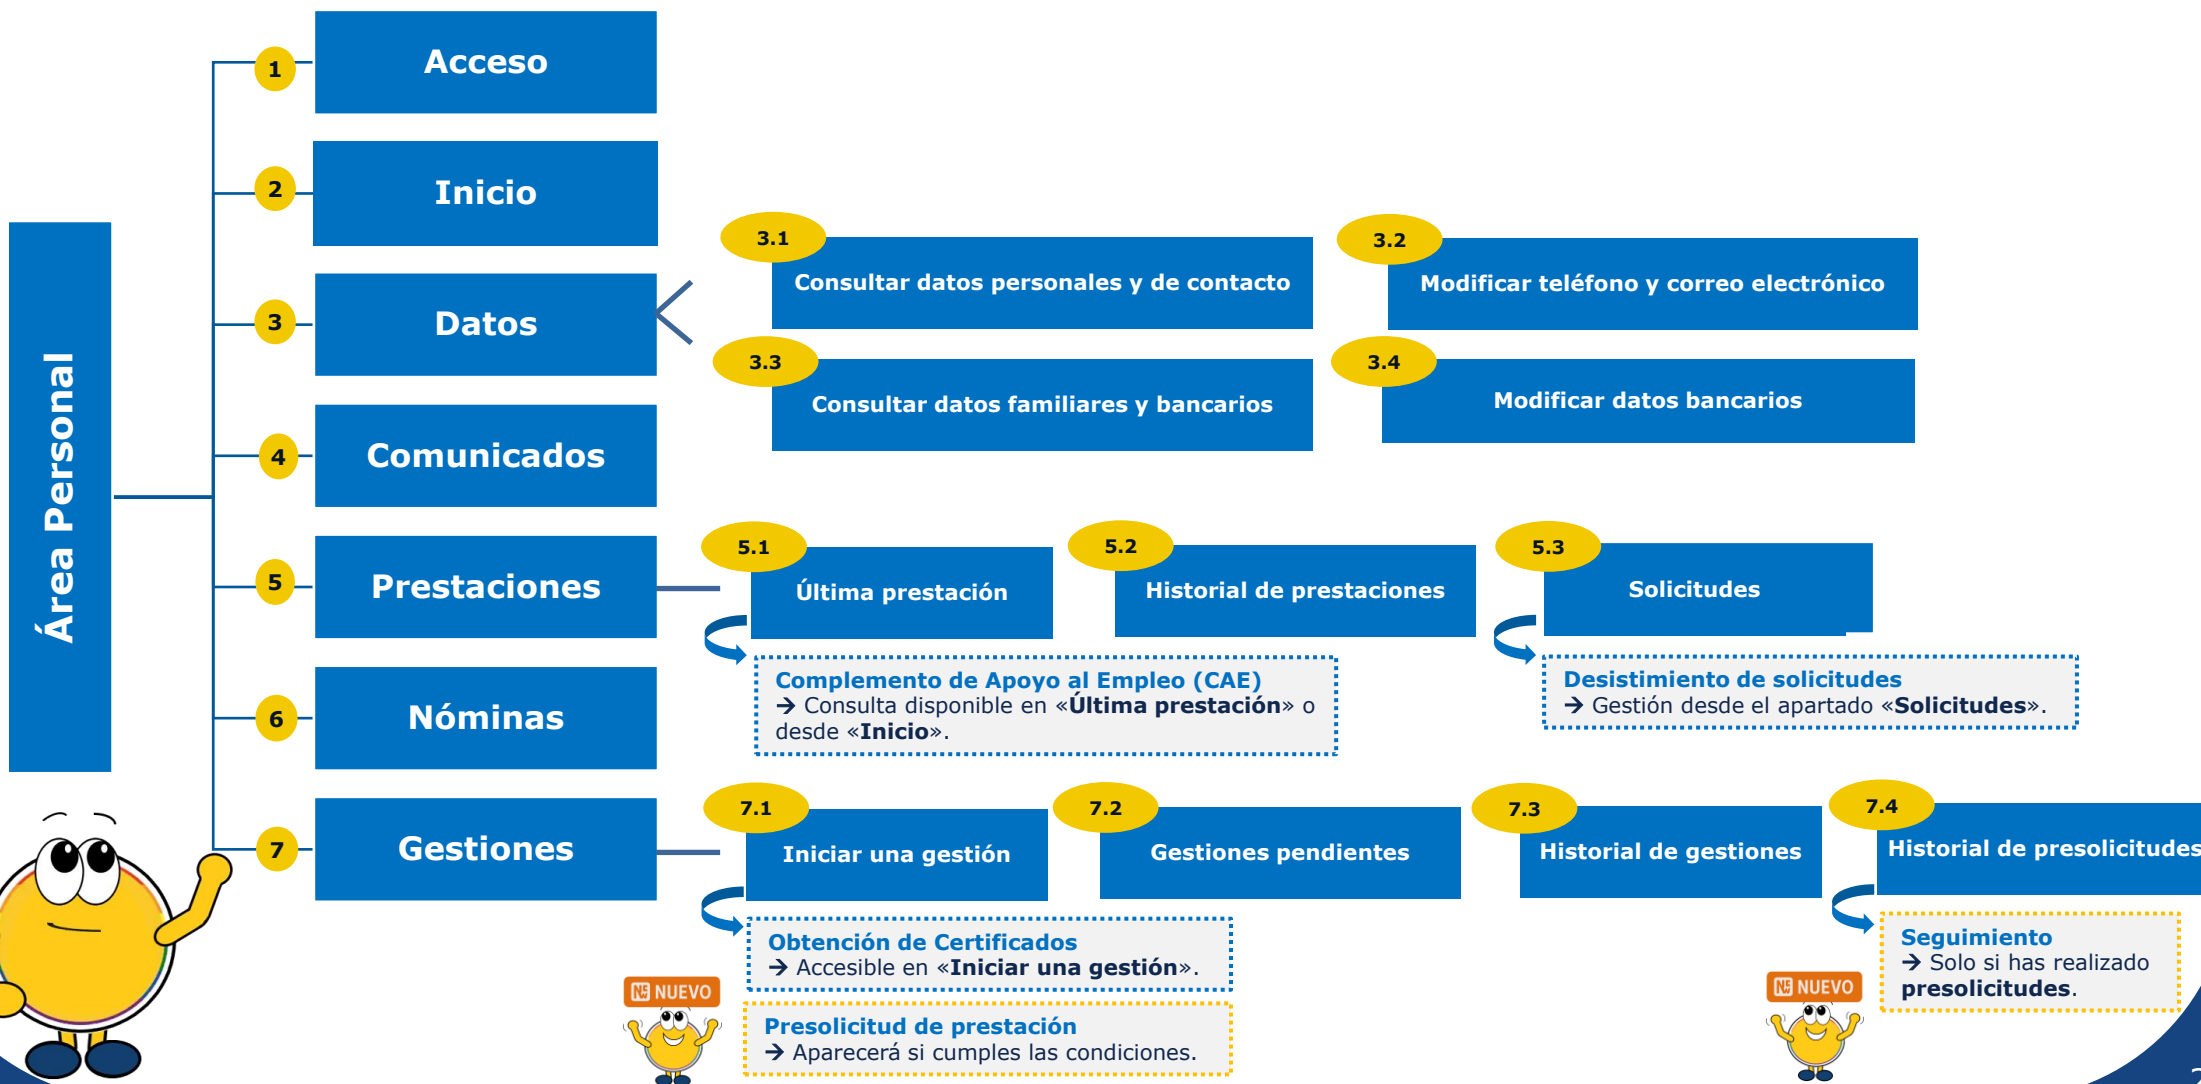 Área Personal
1
Acceso
2
Inicio
3
Datos
3.1
Consultar datos personales y de contacto
3.2
Modificar teléfono y correo electrónico
3.3
Consultar datos familiares y bancarios
3.4
Modificar datos bancarios
4
Comunicados
5
Prestaciones
5.1
Última prestación
5.2
Historial de prestaciones
5.3
Solicitudes
Complemento de Apoyo al Empleo (CAE)
→ Consulta disponible en «Última prestación» o
desde «Inicio».
Desistimiento de solicitudes
→ Gestión desde el apartado «Solicitudes».
6
Nóminas
7
Gestiones
7.1
Iniciar una gestión
7.2
Gestiones pendientes
7.3
Historial de gestiones
7.4
Historial de presolicitudes
Obtención de Certificados
→ Accesible en «Iniciar una gestión».
NEW NUEVO
Presolicitud de prestación
→ Aparecerá si cumples las condiciones.
Seguimiento
→ Solo si has realizado
presolicitudes.
NEW NUEVO